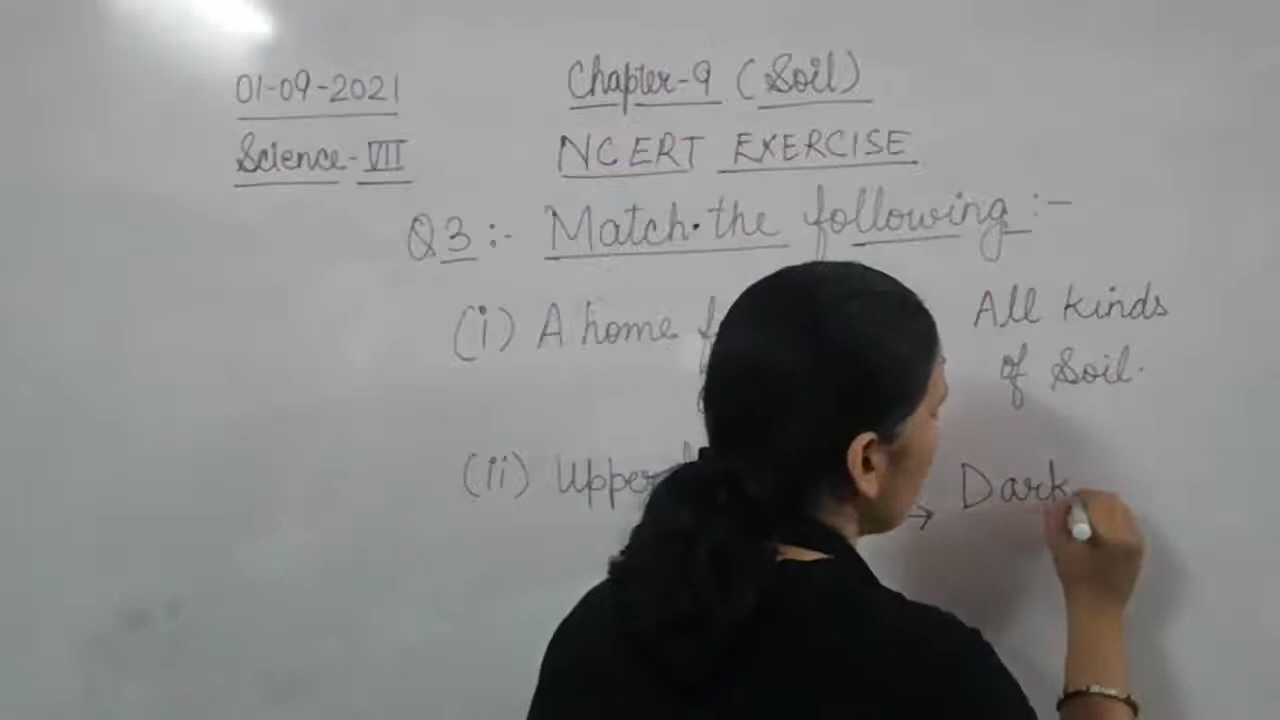 01-09-2021
Chapter-9 (Soil)
Science-VII
NCERT EXERCISE
Q3:- Match the following :-
(i) A home
All kinds
of Soil.
(ii) Upper
→ Dark